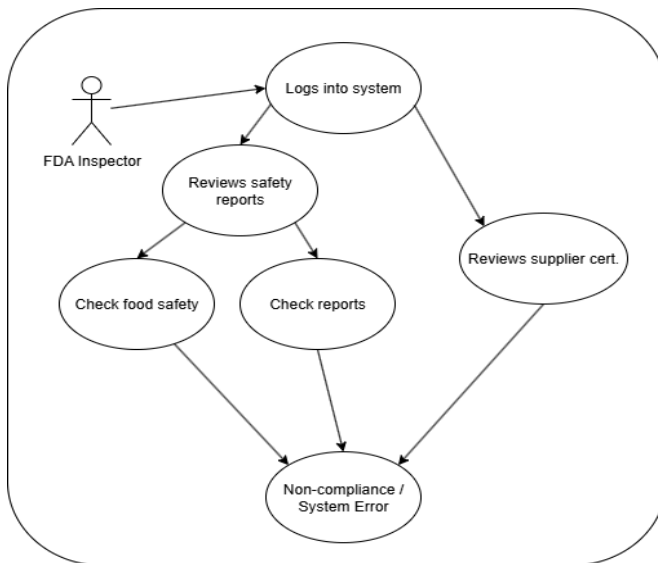 Logs into system
FDA Inspector
Reviews safety
reports
Reviews supplier cert.
Check food safety
Check reports
Non-compliance /
System Error